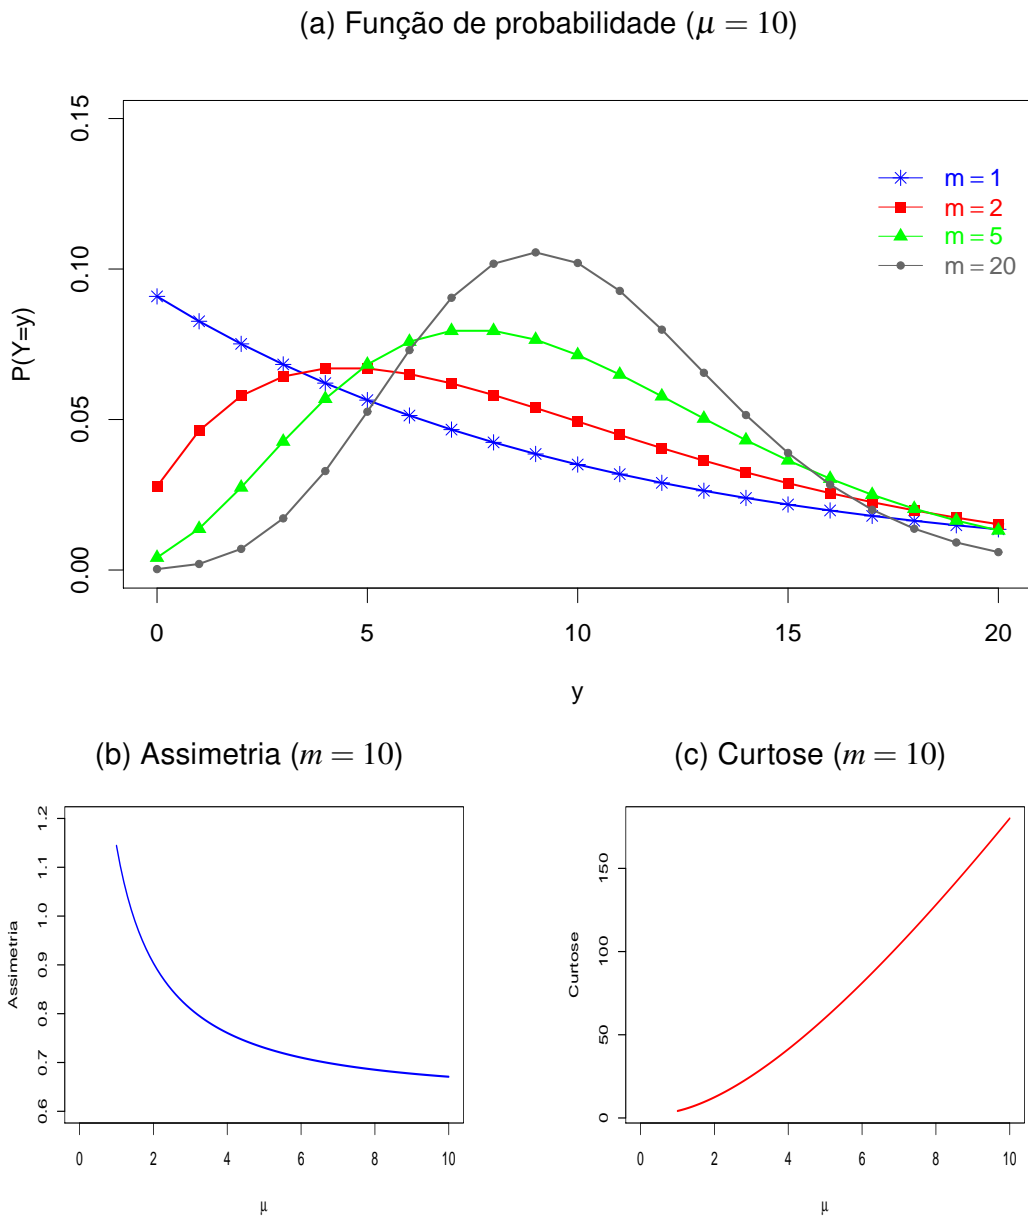 (a) Função de probabilidade (μ = 10)
0.15
0.10
0.05
0.00
P(Y=y)
m = 1
m = 2
m = 5
m = 20
0 5 10 15 20
y
(b) Assimetria (m = 10)
1.2
1.1
1.0
0.9
0.8
0.7
0.6
Assimetria
0 2 4 6 8 10
μ
(c) Curtose (m = 10)
150
100
50
0
Curtose
0 2 4 6 8 10
μ